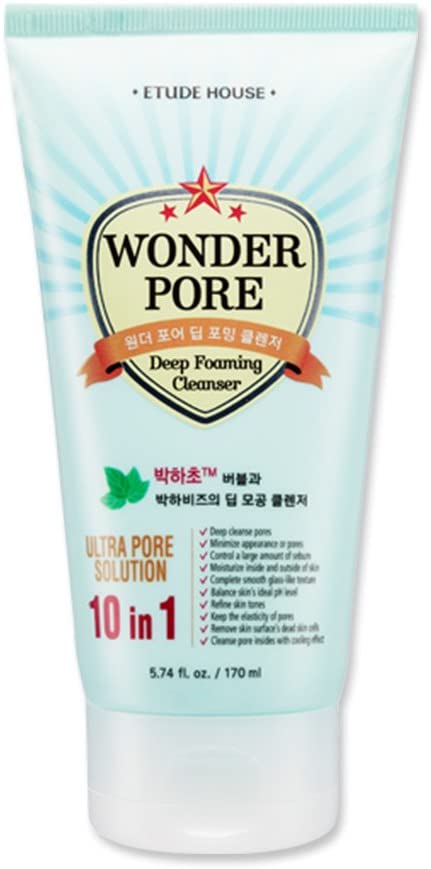 • ETUDE HOUSE •
WONDER
PORE
원더 포어 딥 포밍 클렌저
Deep Foaming
Cleanser
박하초™ 버블과
박하비즈의 딥 모공 클렌저
ULTRA PORE
SOLUTION
10 in 1
✓ Deep cleanse pores
✓ Minimize appearance or pores
✓ Control a large amount of sebum
✓ Moisturize inside and outside of skin
✓ Complete smooth glass-like texture
✓ Balance skin's ideal pH level
✓ Refine skin tones
✓ Keep the elasticity of pores
✓ Remove skin surface's dead skin cells
✓ Cleanse pore insides with cooling effect
5.74 fl. oz. / 170 ml